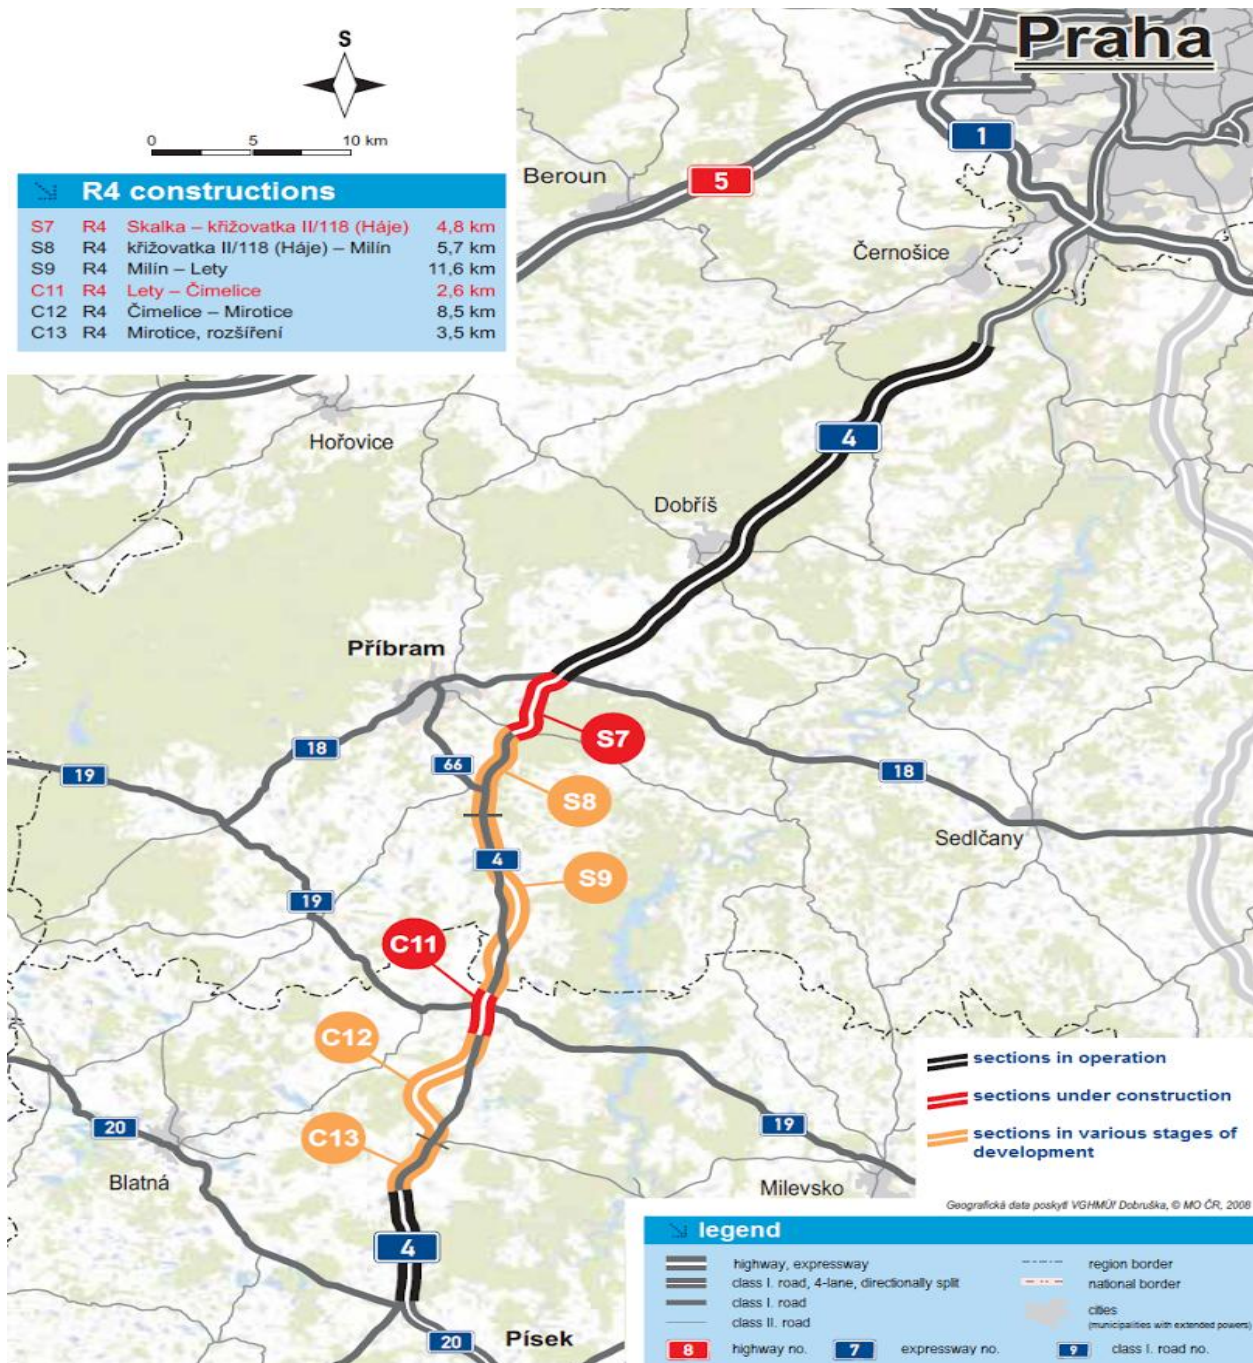 S
0 5 10 km
R4 constructions
S7 R4 Skalka – křižovatka II/118 (Háje) 4,8 km
S8 R4 křižovatka II/118 (Háje) – Milín 5,7 km
S9 R4 Milín – Lety 11,6 km
C11 R4 Lety – Čimelice 2,6 km
C12 R4 Čimelice – Mirotice 8,5 km
C13 R4 Mirotice, rozšíření 3,5 km
Praha
1
Beroun
5
Černošice
Hořovice
4
Dobříš
Příbram
S7
18
66
19
18
S8
Sedlčany
4
S9
19
C11
C12
C13
20
19
Blatná
Milevsko
4
20
Písek
sections in operation
sections under construction
sections in various stages of
development
Geografická data poskytl VGHMÚř Dobruška, © MO ČR, 2008
legend
highway, expressway
class I. road, 4-lane, directionally split
class I. road
class II. road
region border
national border
cities
(municipalities with extended powers)
8 highway no. 7 expressway no. 9 class I. road no.